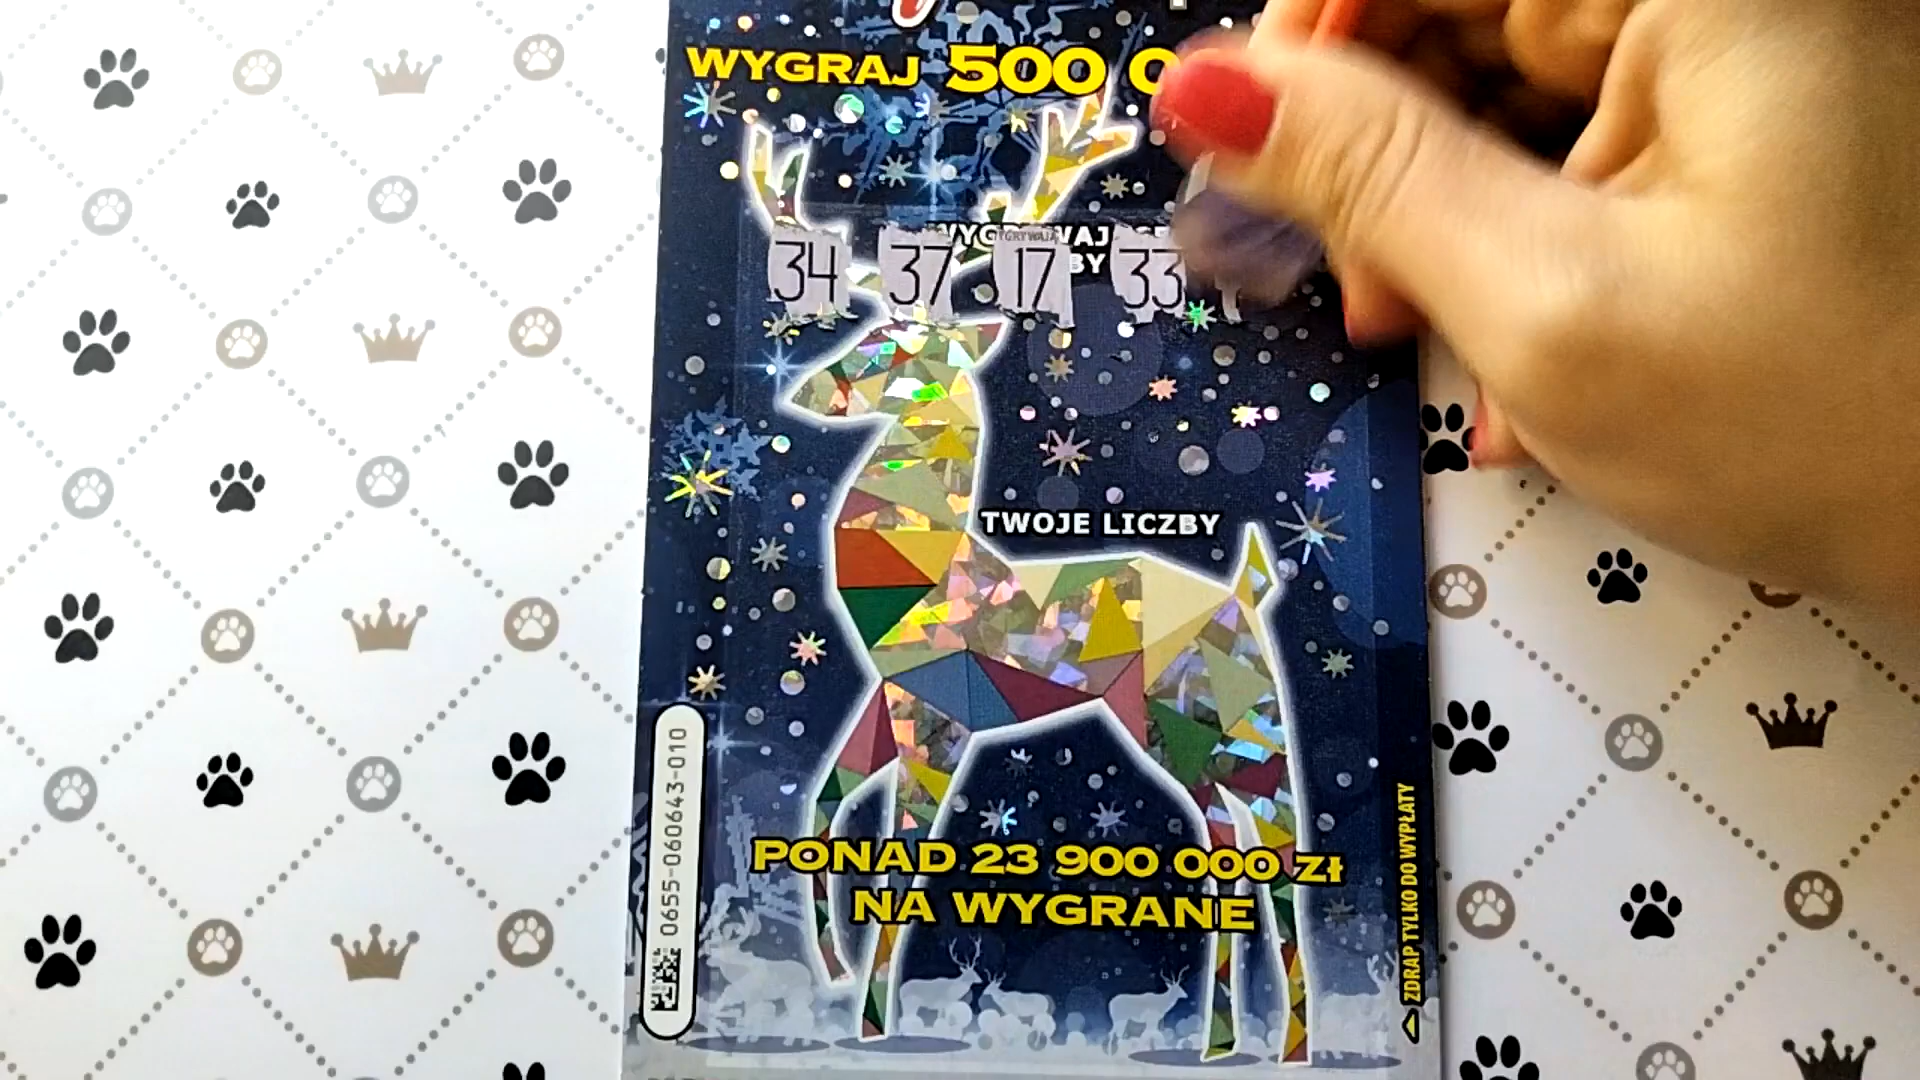 WYGRAJ 500 0
34 37 17 33
TWOJE LICZBY
PONAD 23 900 000 ZŁ
NA WYGRANE
0655-060643-010
ZDRAP TYLKO DO WYPŁATY